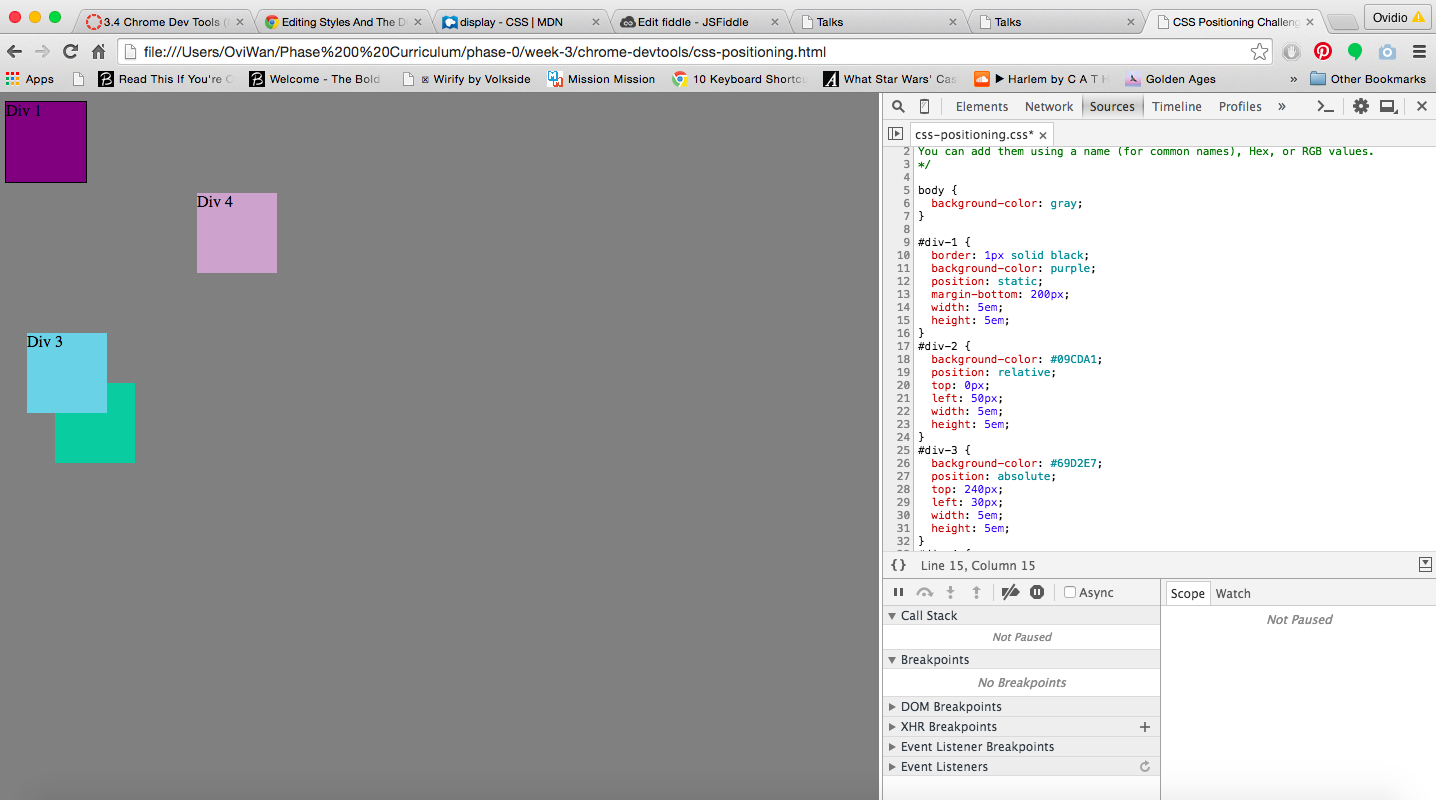 3.4 Chrome Dev Tools (
Editing Styles And The D
display - CSS | MDN
Edit fiddle - JSFiddle
Talks
Talks
CSS Positioning Challeng
Ovidio
file:///Users/OviWan/Phase%200%20Curriculum/phase-0/week-3/chrome-devtools/css-positioning.html
Apps
Read This If You're
Welcome - The Bold
Wirify by Volkside
Mission Mission
10 Keyboard Shortcu
What Star Wars' Cas
▶ Harlem by C A T H
Golden Ages
»
Other Bookmarks
Div 1
Div 4
Div 3
Elements Network Sources Timeline Profiles »
css-positioning.css* ×
2 You can add them using a name (for common names), Hex, or RGB values.
3 */
4
5 body {
6 background-color: gray;
7 }
8
9 #div-1 {
10 border: 1px solid black;
11 background-color: purple;
12 position: static;
13 margin-bottom: 200px;
14 width: 5em;
15 height: 5em;
16 }
17 #div-2 {
18 background-color: #09CDA1;
19 position: relative;
20 top: 0px;
21 left: 50px;
22 width: 5em;
23 height: 5em;
24 }
25 #div-3 {
26 background-color: #69D2E7;
27 position: absolute;
28 top: 240px;
29 left: 30px;
30 width: 5em;
31 height: 5em;
32 }
{} Line 15, Column 15
Async
Scope Watch
Call Stack
Not Paused
Not Paused
Breakpoints
No Breakpoints
DOM Breakpoints
XHR Breakpoints
Event Listener Breakpoints
Event Listeners